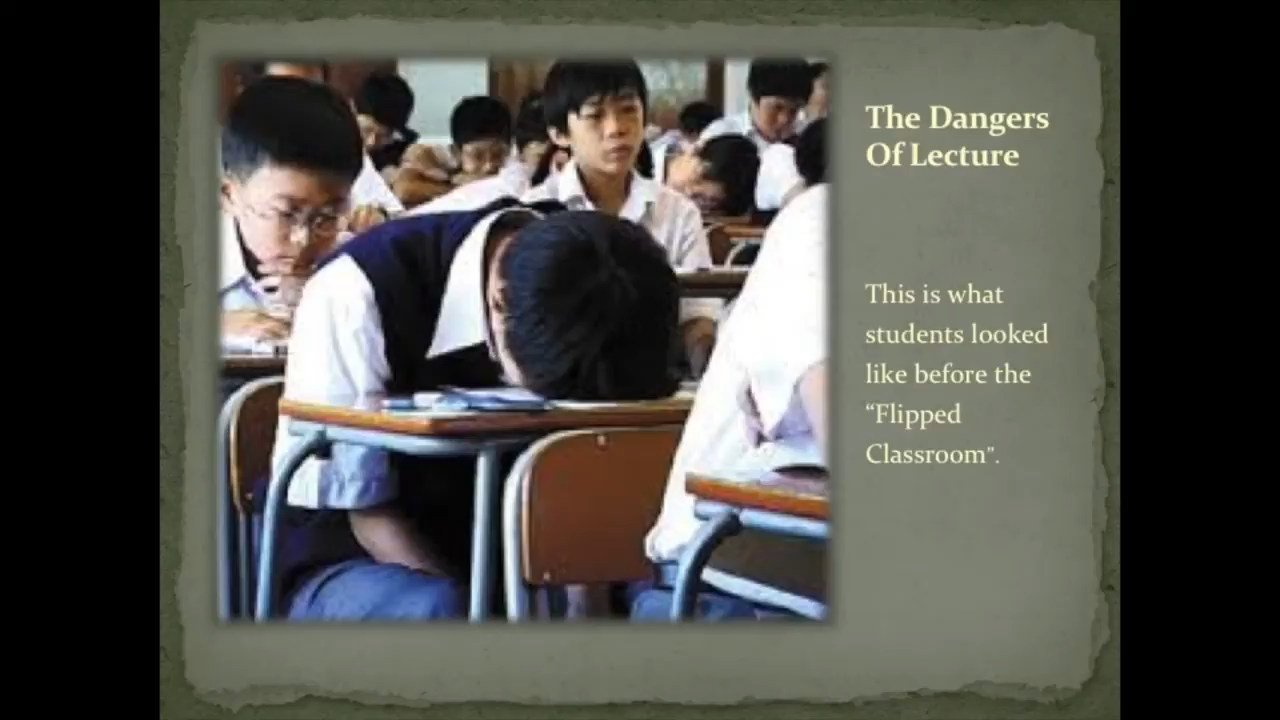 The Dangers
Of Lecture
This is what
students looked
like before the
“Flipped
Classroom”.